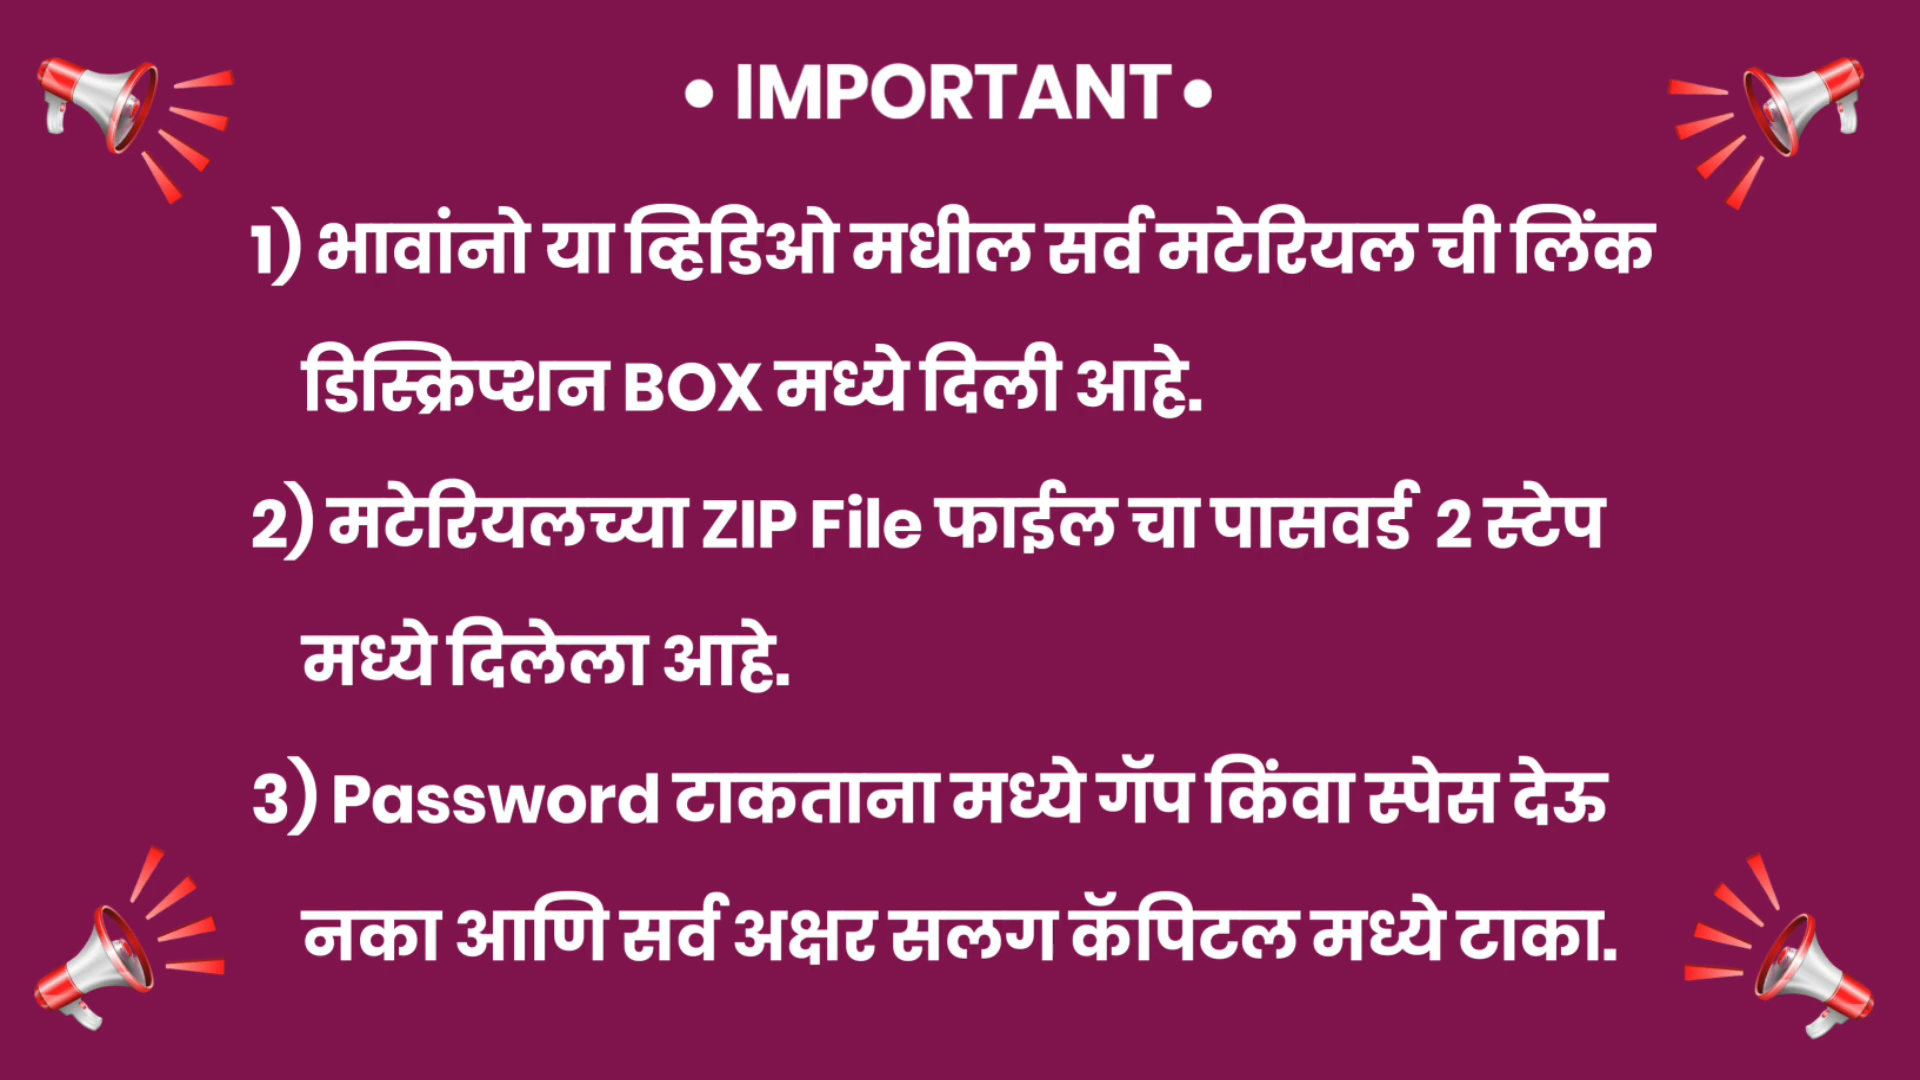 • IMPORTANT •
1) भावांनो या व्हिडिओ मधील सर्व मटेरियल ची लिंक
डिस्क्रिप्शन BOX मध्ये दिली आहे.
2) मटेरियलच्या ZIP File फाईल चा पासवर्ड 2 स्टेप
मध्ये दिलेला आहे.
3) Password टाकताना मध्ये गॅप किंवा स्पेस देऊ
नका आणि सर्व अक्षर सलग कॅपिटल मध्ये टाका.